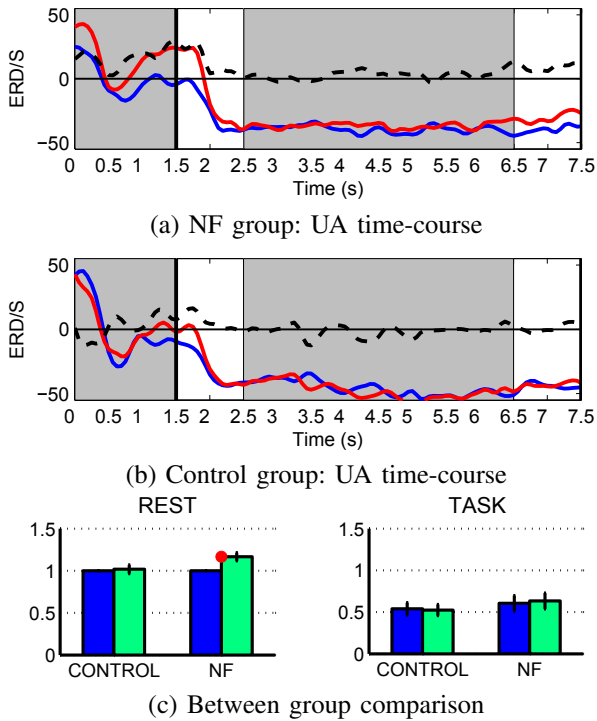 50
0
−50
ERD/S
0 0.5 1 1.5 2 2.5 3 3.5 4 4.5 5 5.5 6 6.5 7 7.5
Time (s)
(a) NF group: UA time-course
50
0
−50
ERD/S
0 0.5 1 1.5 2 2.5 3 3.5 4 4.5 5 5.5 6 6.5 7 7.5
Time (s)
(b) Control group: UA time-course
REST
TASK
1.5
1
0.5
0
CONTROL NF
1.5
1
0.5
0
CONTROL NF
(c) Between group comparison